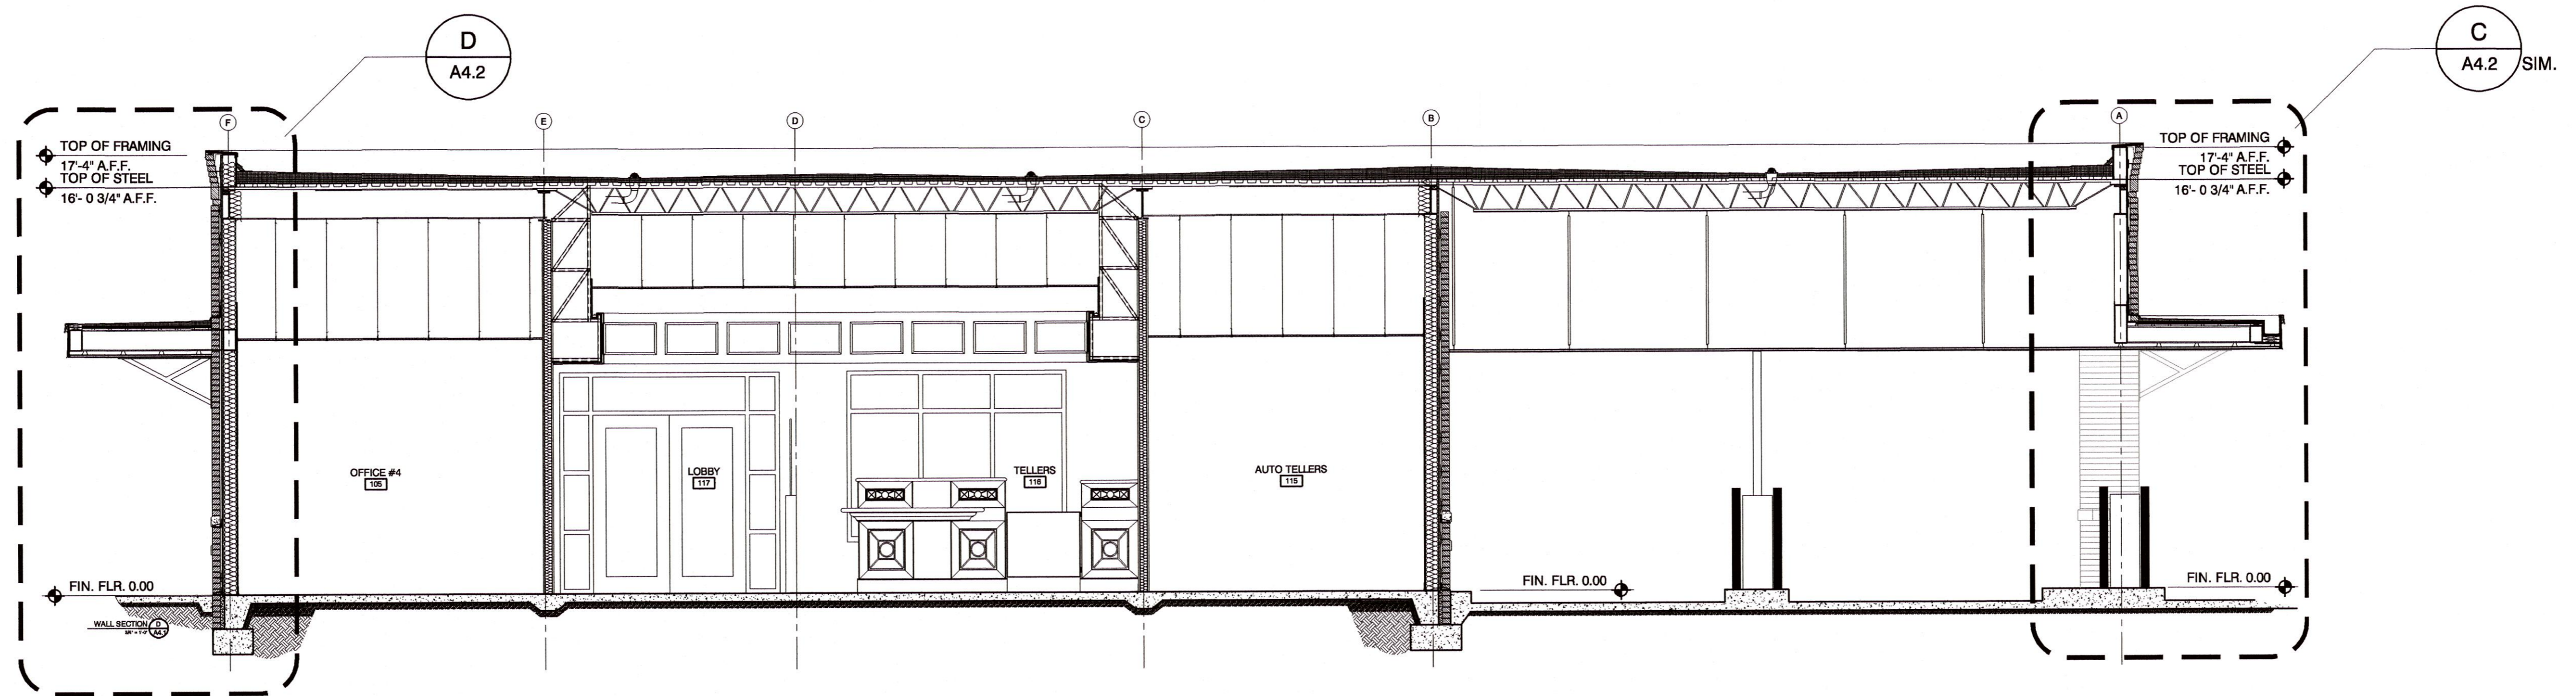 D
A4.2
C
A4.2 SIM.
F
E
D
C
B
A
TOP OF FRAMING
17'-4" A.F.F.
TOP OF STEEL
16'- 0 3/4" A.F.F.
TOP OF FRAMING
17'-4" A.F.F.
TOP OF STEEL
16'- 0 3/4" A.F.F.
OFFICE #4
105
LOBBY
117
TELLERS
116
AUTO TELLERS
115
FIN. FLR. 0.00
FIN. FLR. 0.00
FIN. FLR. 0.00
WALL SECTION
D
A4.1